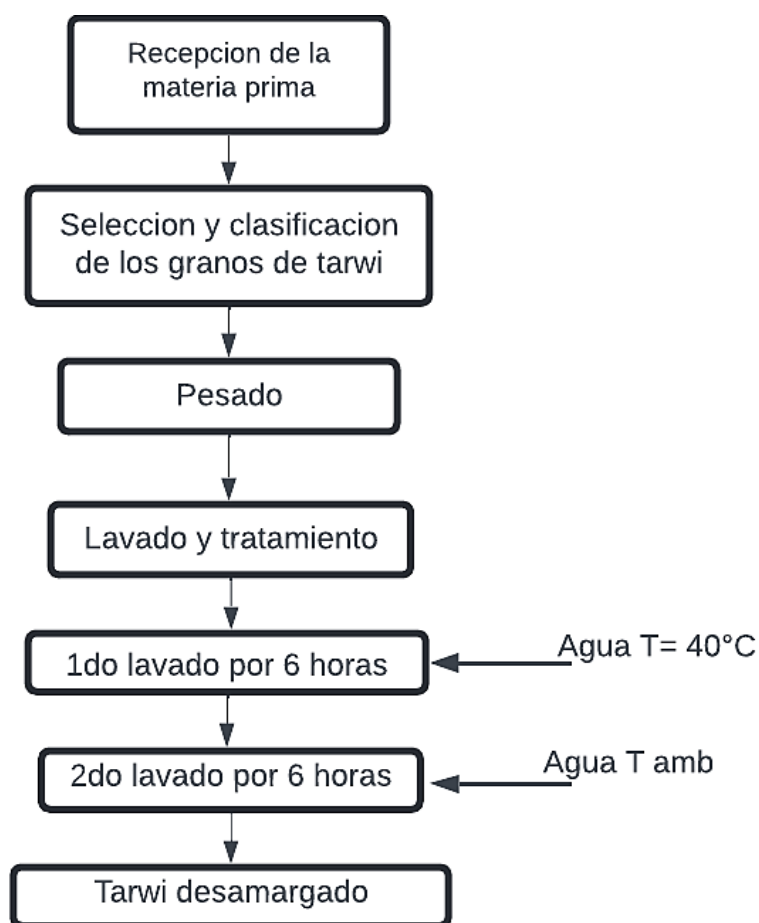 Recepcion de la
materia prima
Seleccion y clasificacion
de los granos de tarwi
Pesado
Lavado y tratamiento
1do lavado por 6 horas
Agua T= 40°C
2do lavado por 6 horas
Agua T amb
Tarwi desamargado